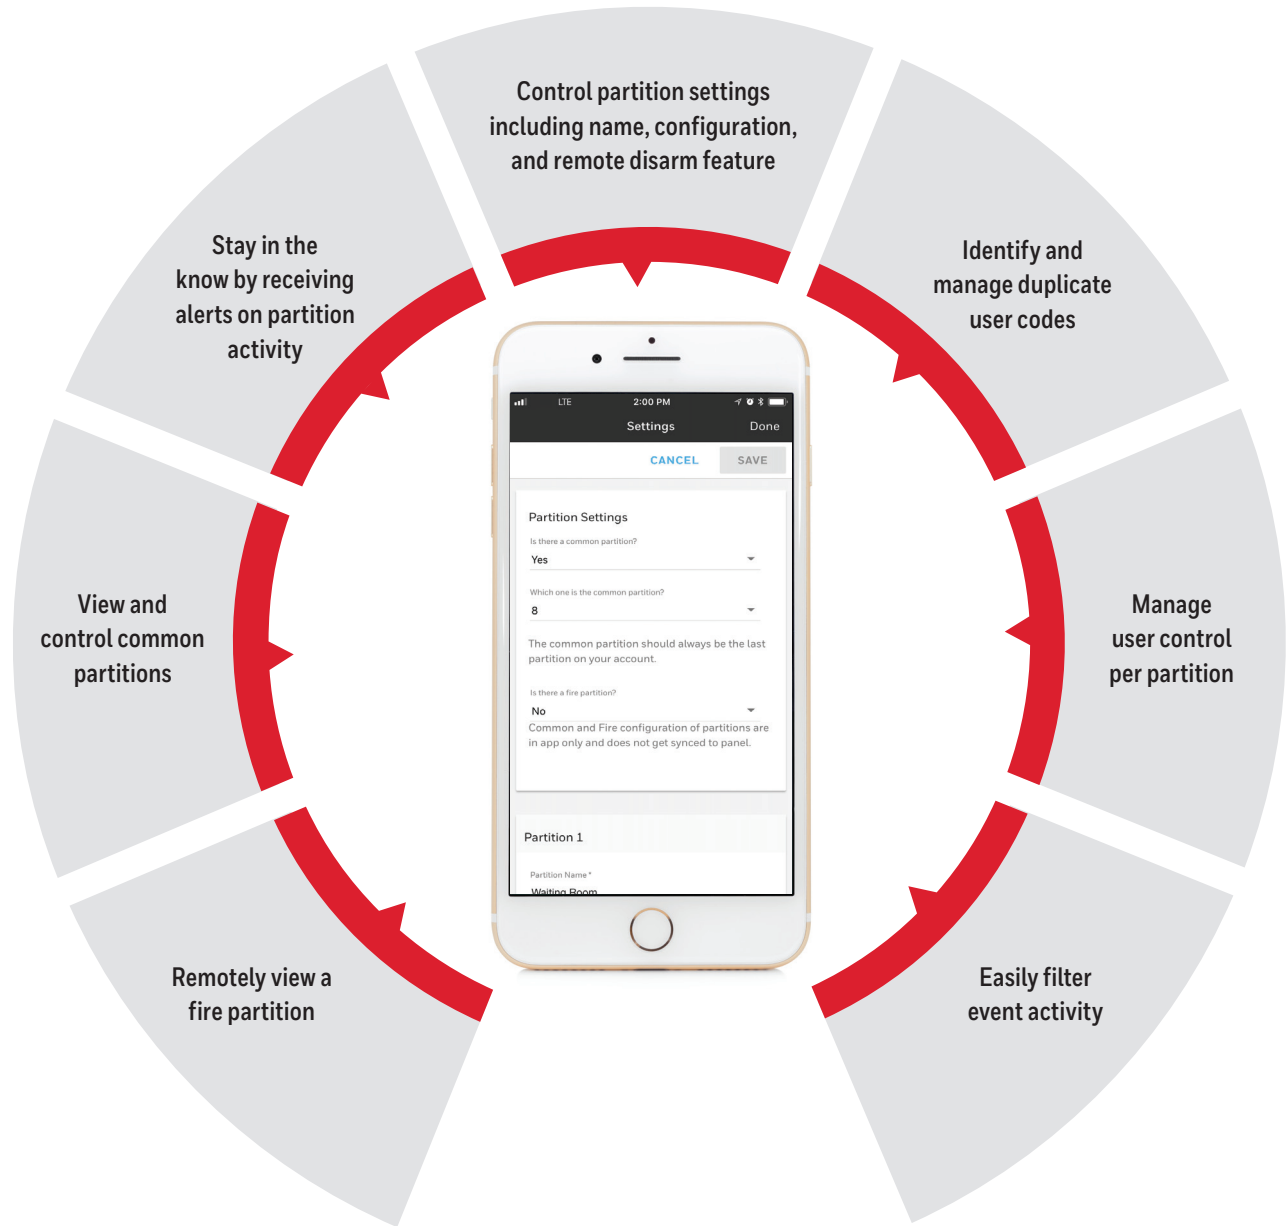 Control partition settings
including name, configuration,
and remote disarm feature
Stay in the
know by receiving
alerts on partition
activity
Identify and
manage duplicate
user codes
View and
control common
partitions
Manage
user control
per partition
Remotely view a
fire partition
Easily filter
event activity
LTE 2:00 PM
Settings Done
CANCEL SAVE
Partition Settings
Is there a common partition?
Yes
Which one is the common partition?
8
The common partition should always be the last
partition on your account.
Is there a fire partition?
No
Common and Fire configuration of partitions are
in app only and does not get synced to panel.
Partition 1
Partition Name*
Waiting Room